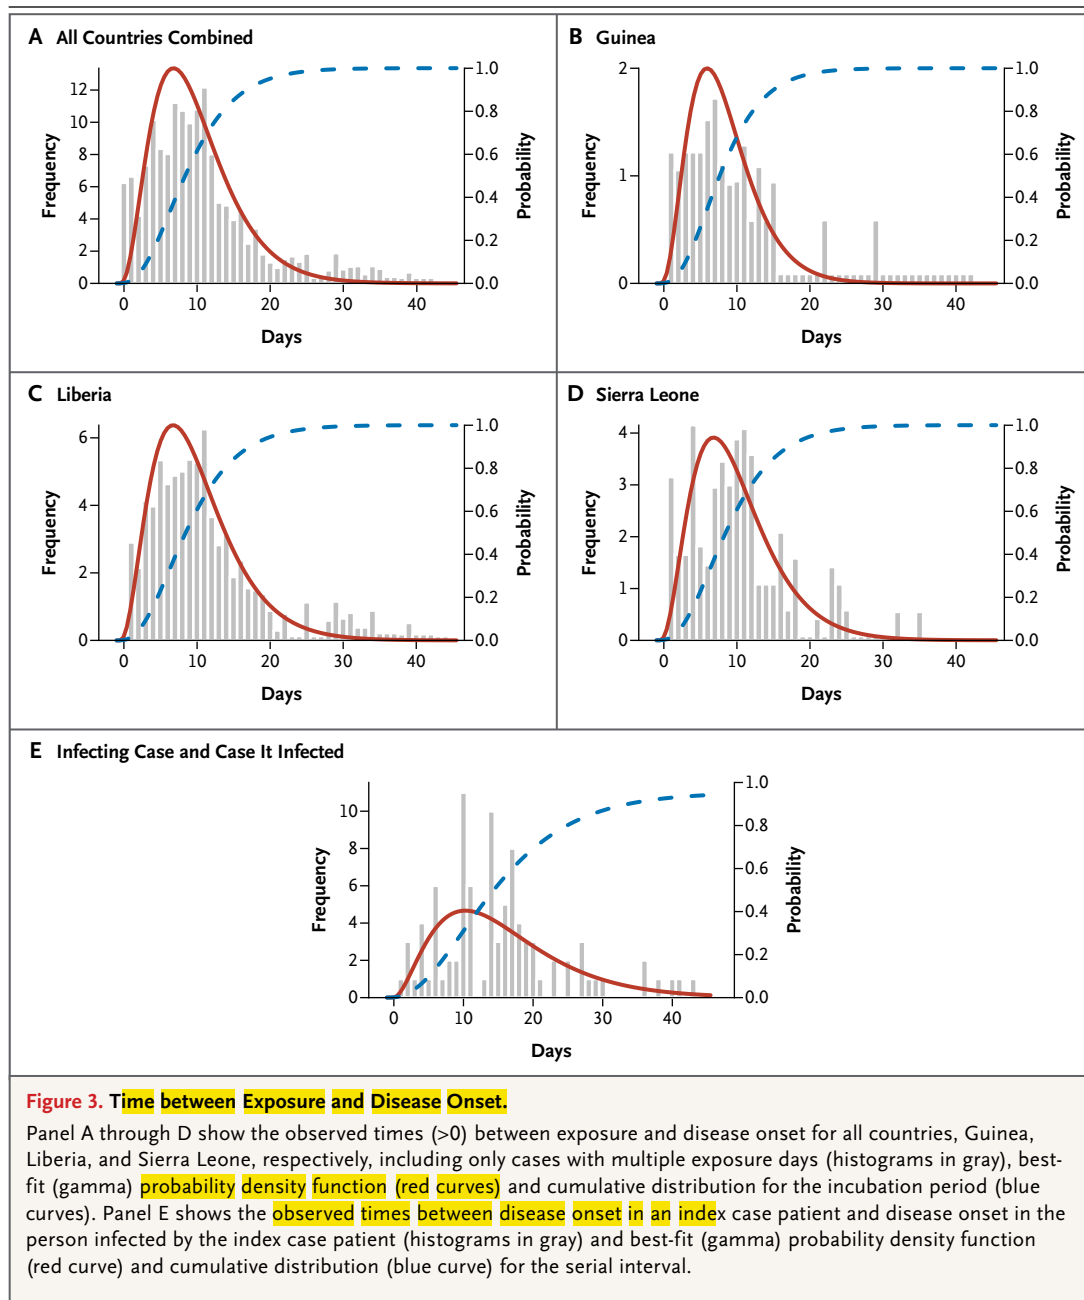 A All Countries Combined
Frequency
12
10
8
6
4
2
0
1.0
0.8
0.6
0.4
0.2
0.0
Probability
0 10 20 30 40
Days
B Guinea
Frequency
2
1
0
1.0
0.8
0.6
0.4
0.2
0.0
Probability
0 10 20 30 40
Days
C Liberia
Frequency
6
4
2
0
1.0
0.8
0.6
0.4
0.2
0.0
Probability
0 10 20 30 40
Days
D Sierra Leone
Frequency
4
3
2
1
0
1.0
0.8
0.6
0.4
0.2
0.0
Probability
0 10 20 30 40
Days
E Infecting Case and Case It Infected
Frequency
10
8
6
4
2
0
1.0
0.8
0.6
0.4
0.2
0.0
Probability
0 10 20 30 40
Days
Figure 3. Time between Exposure and Disease Onset.
Panel A through D show the observed times (>0) between exposure and disease onset for all countries, Guinea,
Liberia, and Sierra Leone, respectively, including only cases with multiple exposure days (histograms in gray), best-
fit (gamma) probability density function (red curves) and cumulative distribution for the incubation period (blue
curves). Panel E shows the observed times between disease onset in an index case patient and disease onset in the
person infected by the index case patient (histograms in gray) and best-fit (gamma) probability density function
(red curve) and cumulative distribution (blue curve) for the serial interval.